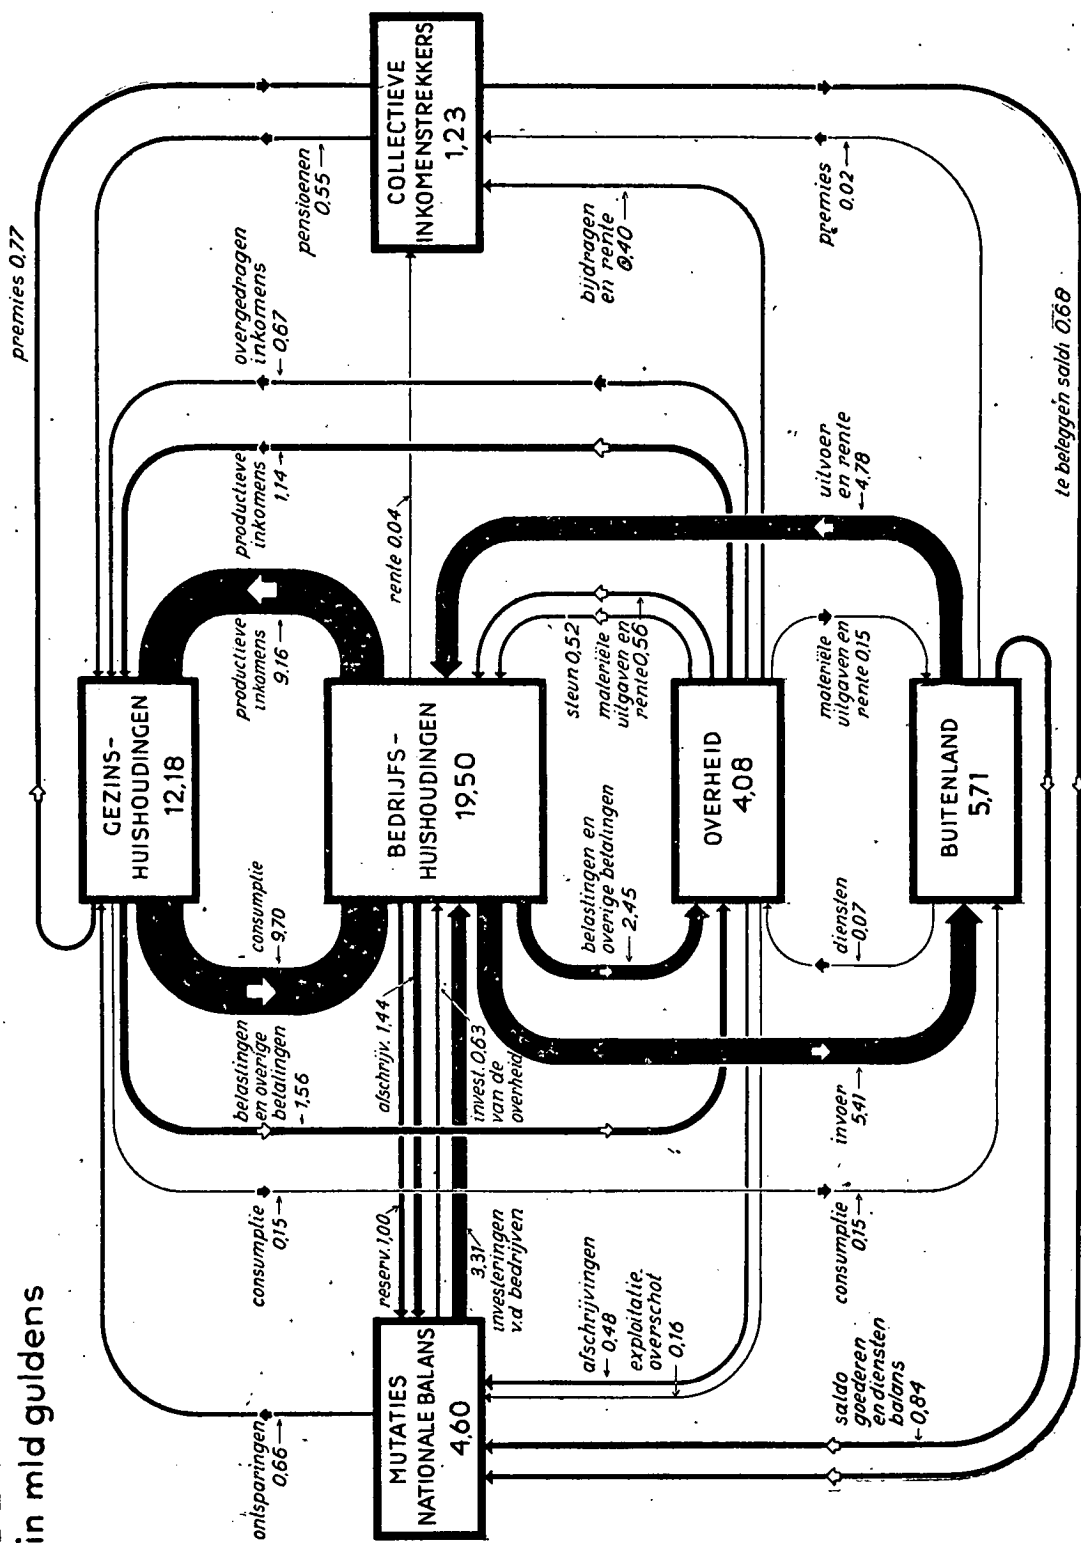 in mld guldens
premies 0,77
COLLECTIEVE
INKOMENSTREKKERS
1,23
pensioenen
0,55
overgedragen
inkomens
0,67
productieve
inkomens
1,14
productieve
inkomens
9,16
GEZINS-
HUISHOUDINGEN
12,18
consumptie
9,70
belastingen
en overige
betalingen
1,56
consumptie
0,15
ontsparingen
0,66
rente 0.04
BEDRIJFS-
HUISHOUDINGEN
19,50
afschrijv. 1,44
invest. 0,63
van de
overheid
reserv. 1,00
3,31
investeringen
v.d bedrijven
MUTATIES
NATIONALE BALANS
4,60
bijdragen
en rente
0,40
steun 0,52
materiële
uitgaven en
rente 0,56
belastingen en
overige betalingen
2,45
OVERHEID
4,08
afschrijvingen
0,48
exploitatie.
overschot
0,16
premies
0,02
uitvoer
en rente
4,78
materiële
uitgaven en
rente 0,15
diensten
0,07
invoer
5,41
consumptie
0,15
saldo
goederen
en diensten
balans
0,84
BUITENLAND
5,71
te beleggen saldi 0.68